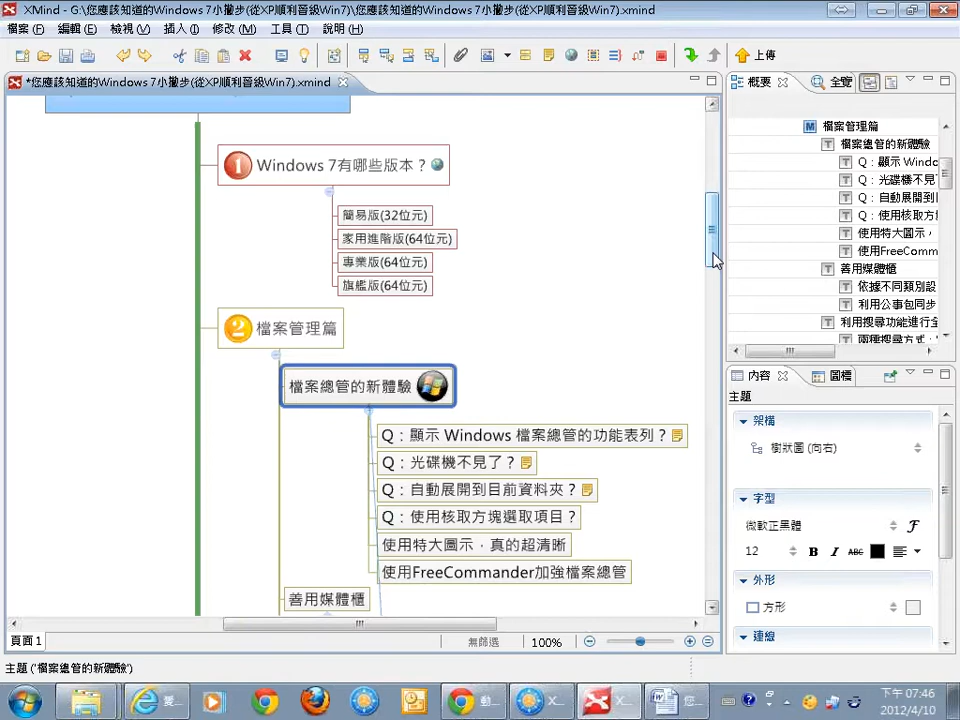 XMind - G:\您應該知道的Windows 7小撇步(從XP順利晉級Win7)\您應該知道的Windows 7小撇步(從XP順利晉級Win7).xmind
檔案(F) 編輯(E) 檢視(V) 插入(I) 修改(M) 工具(T) 說明(H)
上傳
*您應該知道的Windows 7小撇步(從XP順利晉級Win7).xmind
概要
全覽
1 Windows 7有哪些版本？
簡易版(32位元)
家用進階版(64位元)
專業版(64位元)
旗艦版(64位元)
2 檔案管理篇
檔案總管的新體驗
Q：顯示 Windows 檔案總管的功能表列？
Q：光碟機不見了？
Q：自動展開到目前資料夾？
Q：使用核取方塊選取項目？
使用特大圖示，真的超清晰
使用FreeCommander加強檔案總管
善用媒體櫃
M 檔案管理篇
T 檔案總管的新體驗
T Q：顯示 Windo
T Q：光碟機不見
T Q：自動展開到
T Q：使用核取方
T 使用特大圖示，
T 使用FreeComm
T 善用媒體櫃
T 依據不同類別設
T 利用公事包同步
T 利用搜尋功能進行全
T 兩種搜尋方式，
內容
圖標
主題
架構
樹狀圖 (向右)
字型
微軟正黑體
12 B I ABC
外形
方形
連線
頁面 1
無篩選
100%
主題 ('檔案總管的新體驗')
愛...
動...
X...
X...
您...
下午 07:46
2012/4/10